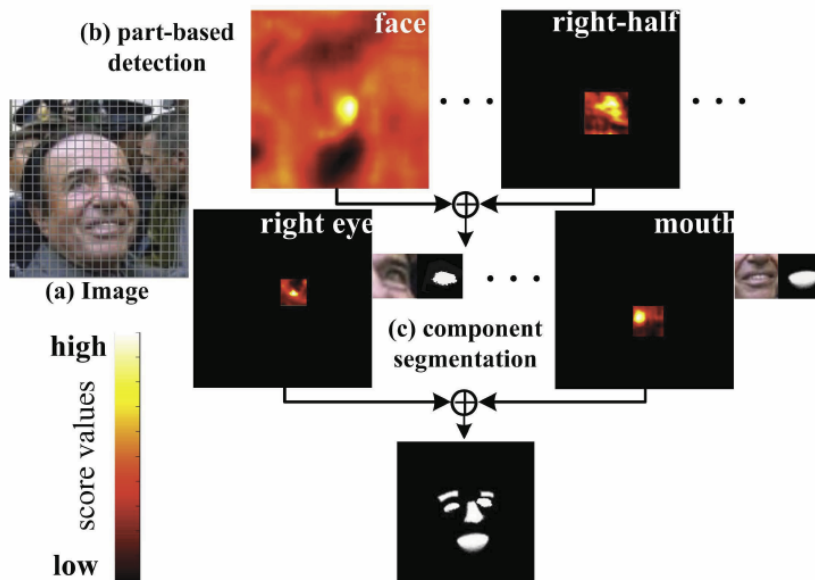 (b) part-based
detection
face
right-half
(a) Image
right eye
mouth
(c) component
segmentation
high
score values
low